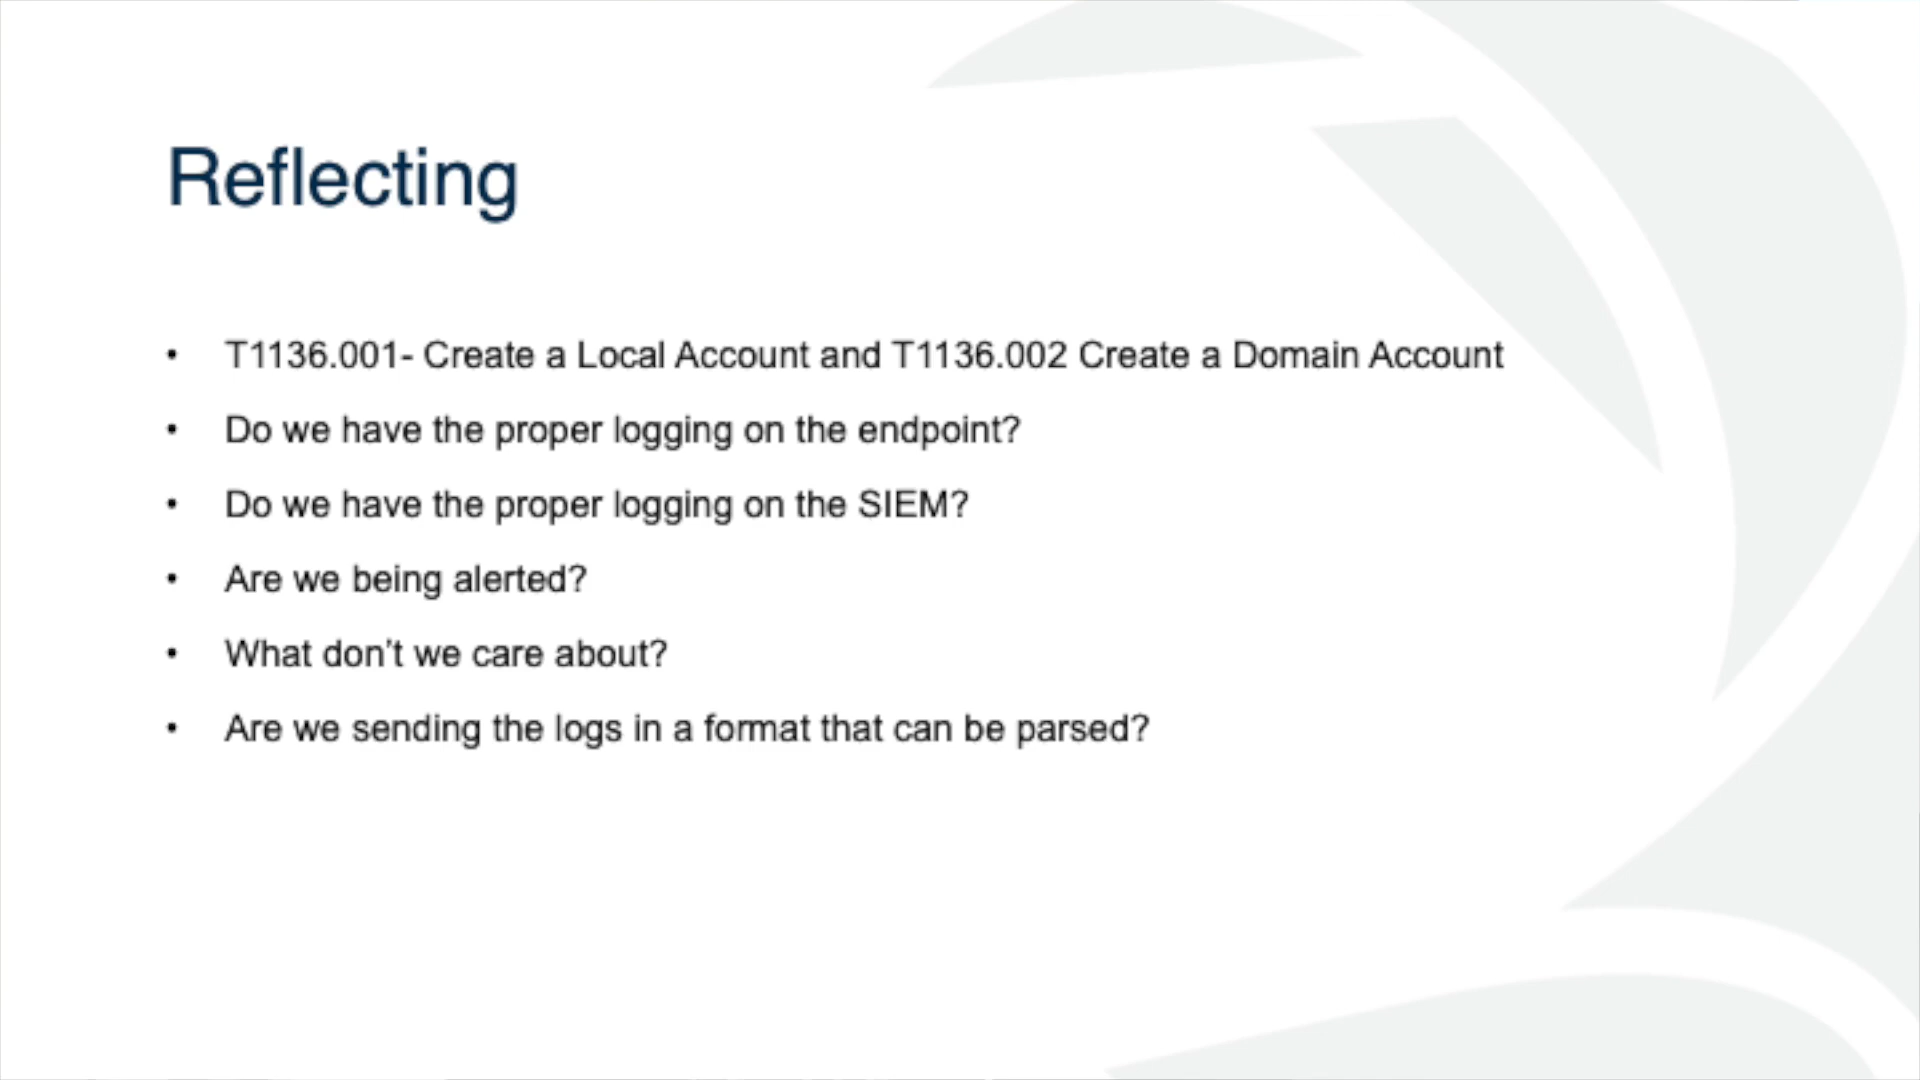 Reflecting
• T1136.001- Create a Local Account and T1136.002 Create a Domain Account
• Do we have the proper logging on the endpoint?
• Do we have the proper logging on the SIEM?
• Are we being alerted?
• What don't we care about?
• Are we sending the logs in a format that can be parsed?